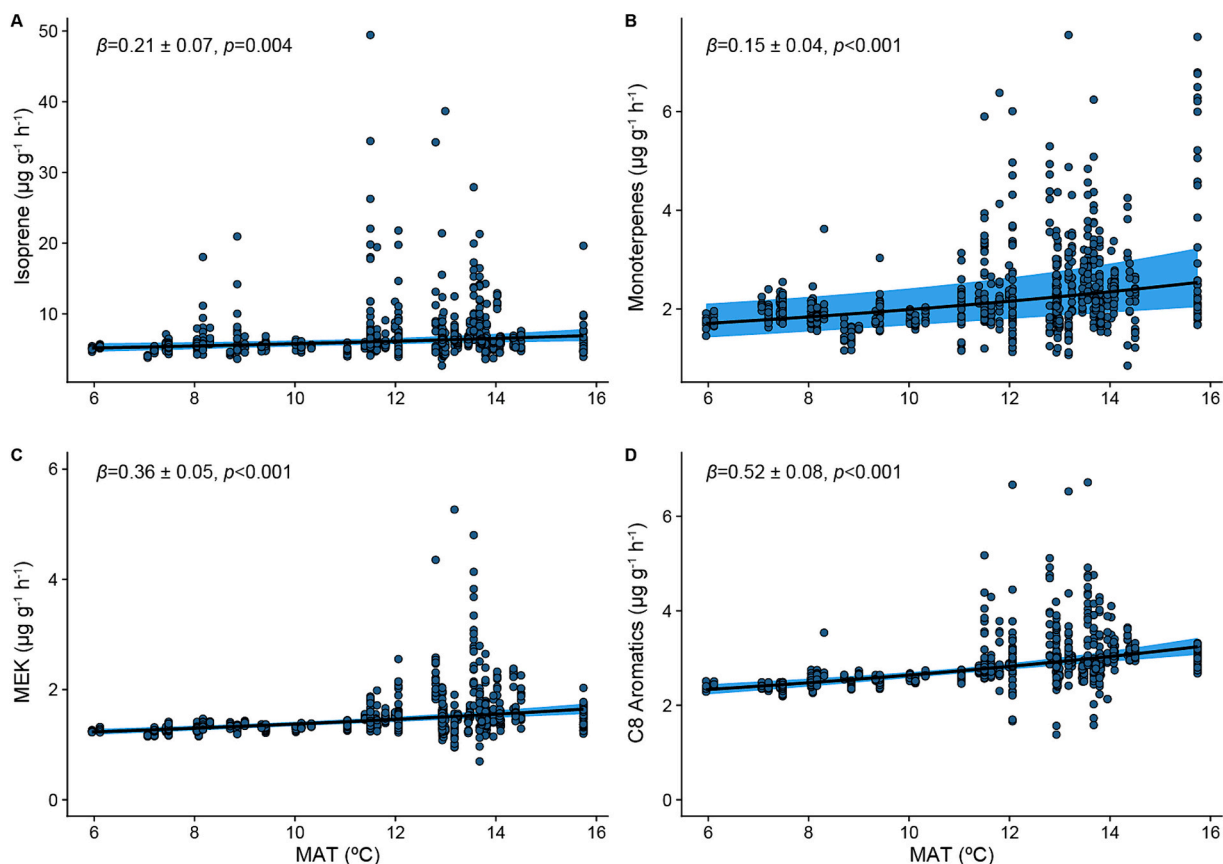 A
β=0.21 ± 0.07, p=0.004
Isoprene (µg g⁻¹ h⁻¹)
50
40
30
20
10
6 8 10 12 14 16
B
β=0.15 ± 0.04, p<0.001
Monoterpenes (µg g⁻¹ h⁻¹)
6
4
2
6 8 10 12 14 16
C
β=0.36 ± 0.05, p<0.001
MEK (µg g⁻¹ h⁻¹)
6
4
2
0
6 8 10 12 14 16
MAT (ºC)
D
β=0.52 ± 0.08, p<0.001
C8 Aromatics (µg g⁻¹ h⁻¹)
6
4
2
0
6 8 10 12 14 16
MAT (ºC)